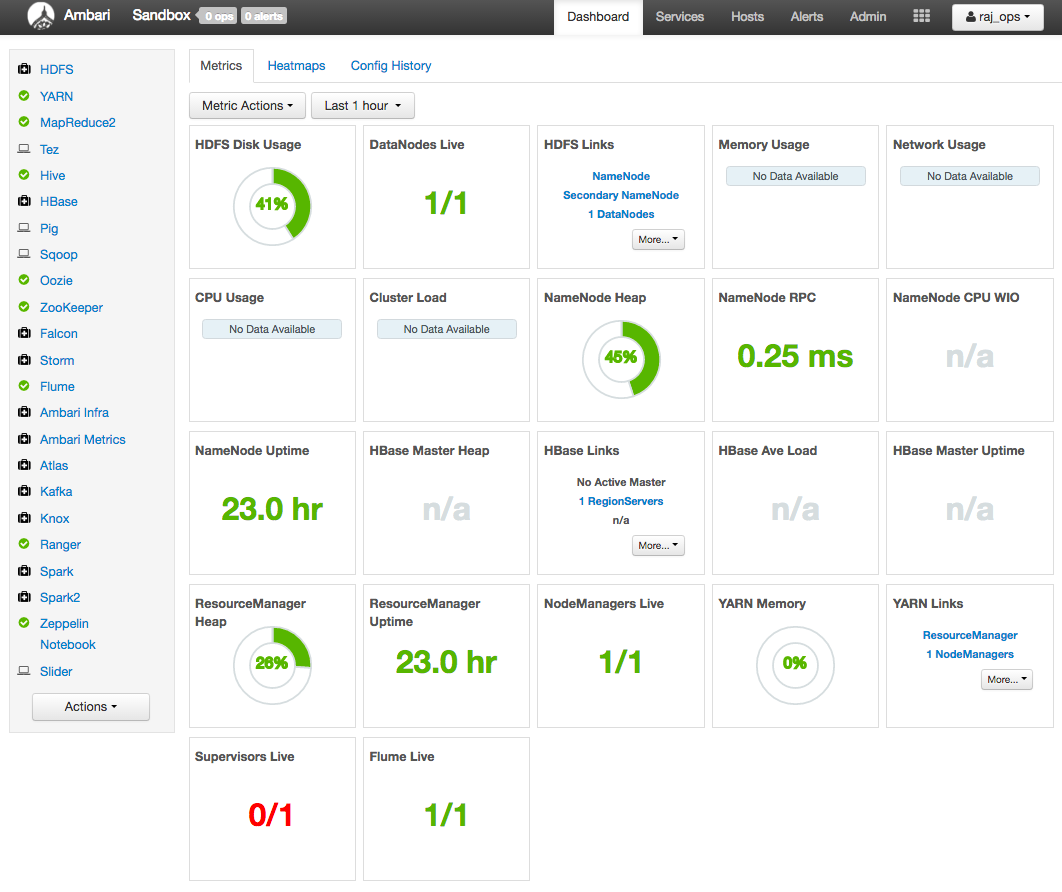 Ambari Sandbox 0 ops 0 alerts Dashboard Services Hosts Alerts Admin raj_ops
HDFS
YARN
MapReduce2
Tez
Hive
HBase
Pig
Sqoop
Oozie
ZooKeeper
Falcon
Storm
Flume
Ambari Infra
Ambari Metrics
Atlas
Kafka
Knox
Ranger
Spark
Spark2
Zeppelin
Notebook
Slider
Actions
Metrics Heatmaps Config History
Metric Actions Last 1 hour
HDFS Disk Usage
41%
DataNodes Live
1/1
HDFS Links
NameNode
Secondary NameNode
1 DataNodes
More...
Memory Usage
No Data Available
Network Usage
No Data Available
CPU Usage
No Data Available
Cluster Load
No Data Available
NameNode Heap
45%
NameNode RPC
0.25 ms
NameNode CPU WIO
n/a
NameNode Uptime
23.0 hr
HBase Master Heap
n/a
HBase Links
No Active Master
1 RegionServers
n/a
More...
HBase Ave Load
n/a
HBase Master Uptime
n/a
ResourceManager
Heap
26%
ResourceManager
Uptime
23.0 hr
NodeManagers Live
1/1
YARN Memory
0%
YARN Links
ResourceManager
1 NodeManagers
More...
Supervisors Live
0/1
Flume Live
1/1